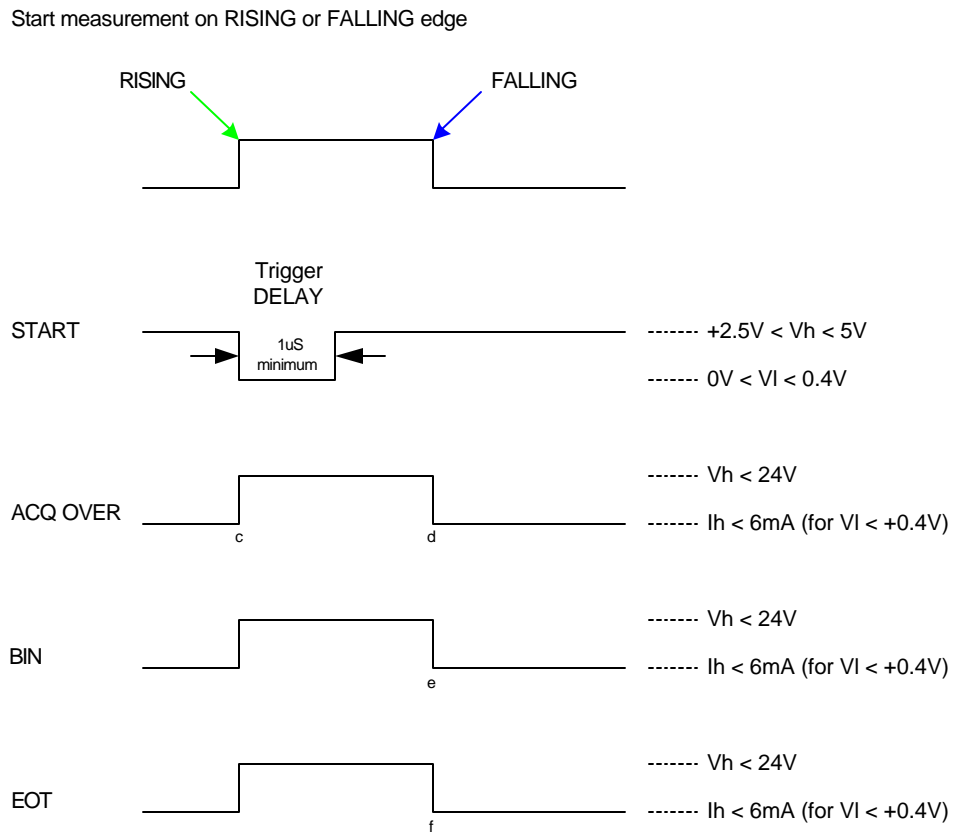 Start measurement on RISING or FALLING edge
RISING
FALLING
Trigger
DELAY
START
1uS
minimum
+2.5V < Vh < 5V
0V < Vl < 0.4V
ACQ OVER
Vh < 24V
Ih < 6mA (for Vl < +0.4V)
c
d
BIN
Vh < 24V
Ih < 6mA (for Vl < +0.4V)
e
EOT
Vh < 24V
Ih < 6mA (for Vl < +0.4V)
f